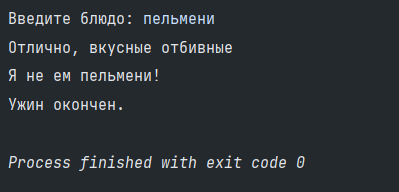 Введите блюдо: пельмени
Отлично, вкусные отбивные
Я не ем пельмени!
Ужин окончен.
Process finished with exit code 0